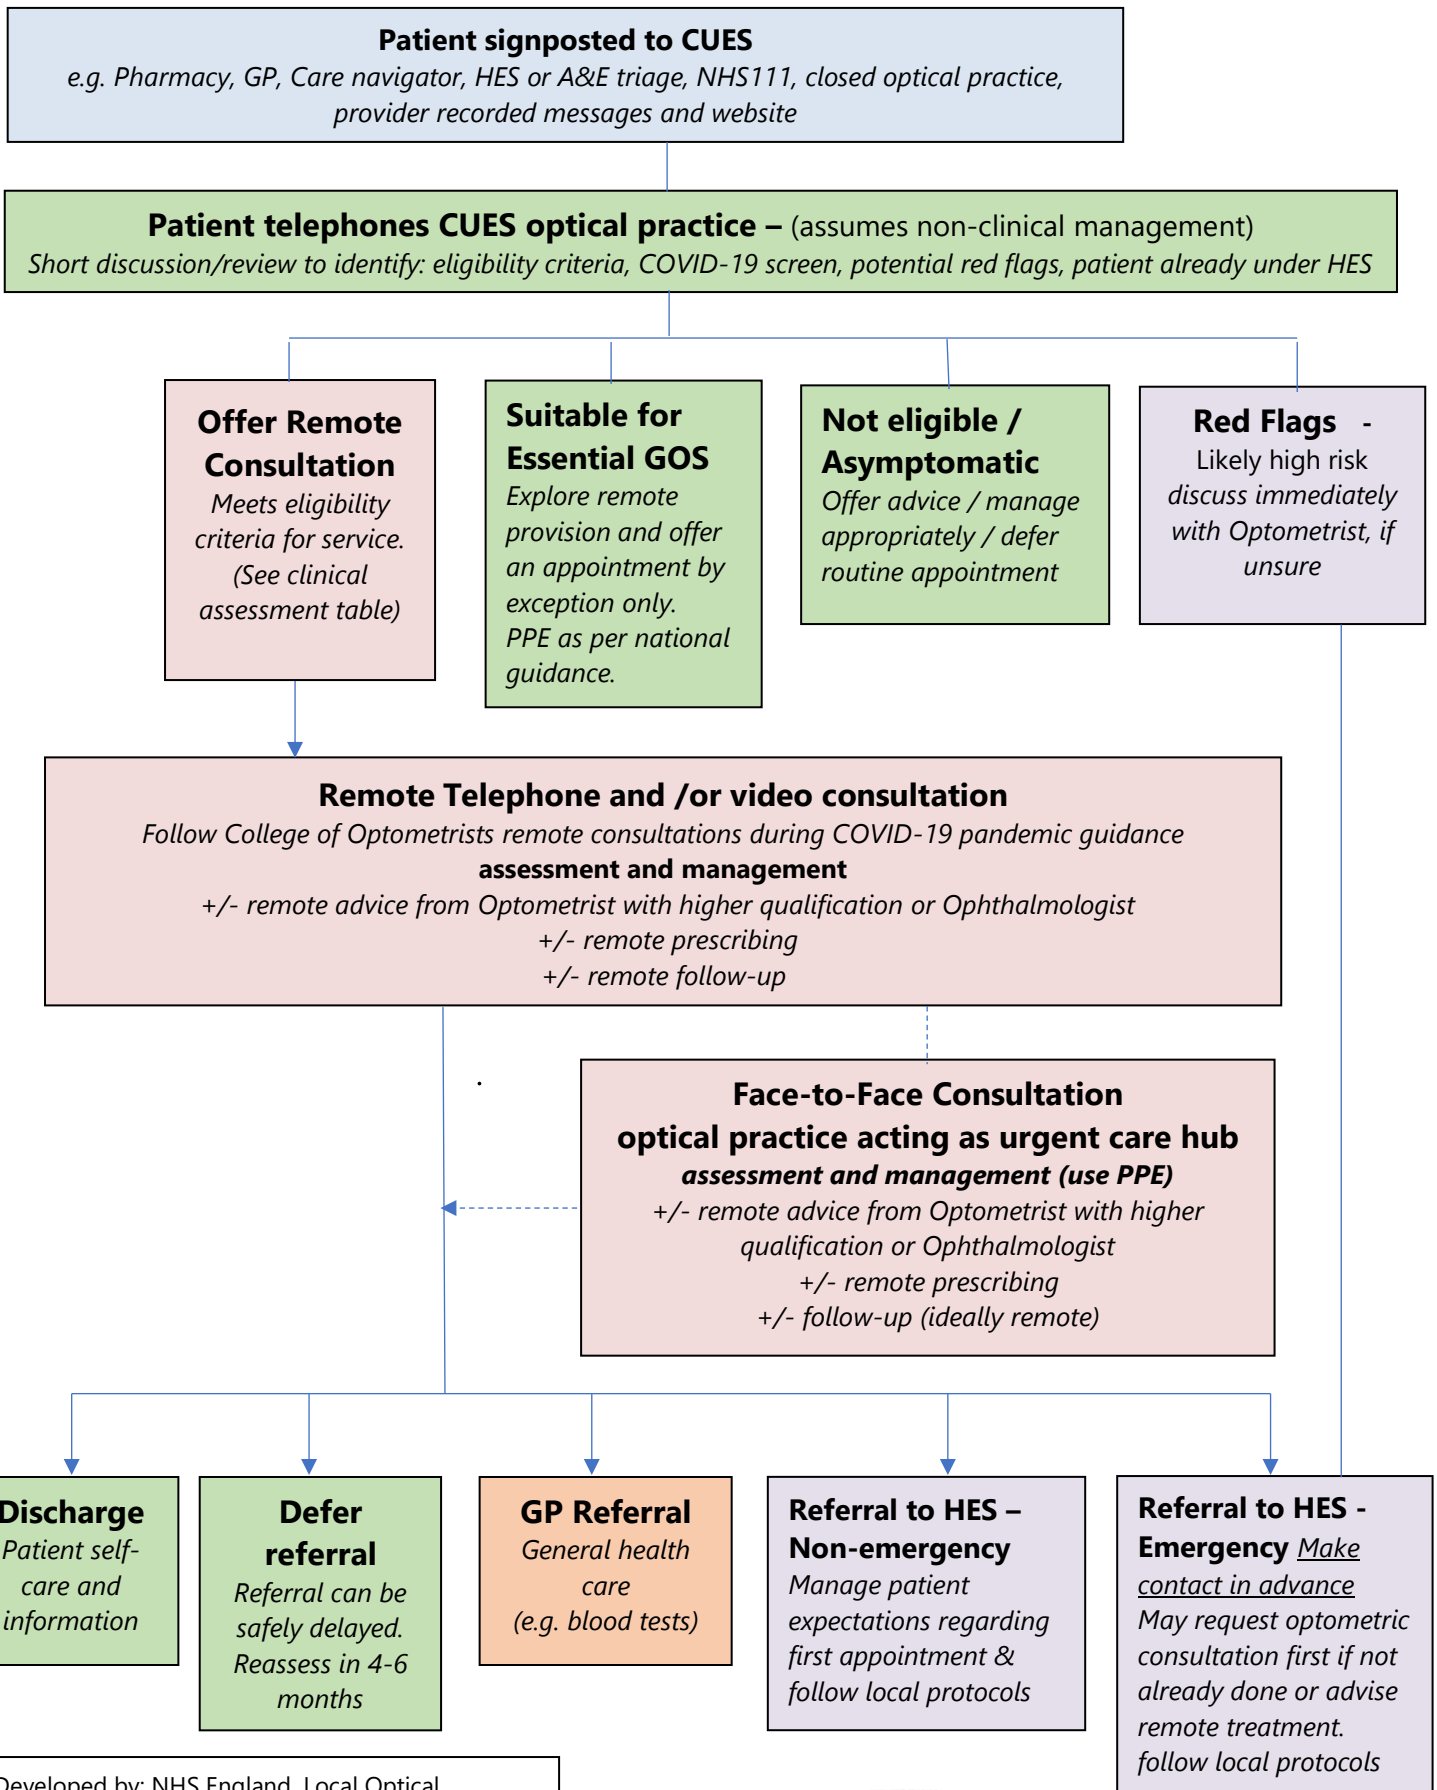 Patient signposted to CUES
e.g. Pharmacy, GP, Care navigator, HES or A&E triage, NHS111, closed optical practice,
provider recorded messages and website
Patient telephones CUES optical practice – (assumes non-clinical management)
Short discussion/review to identify: eligibility criteria, COVID-19 screen, potential red flags, patient already under HES
Offer Remote
Consultation
Meets eligibility
criteria for service.
(See clinical
assessment table)
Suitable for
Essential GOS
Explore remote
provision and offer
an appointment by
exception only.
PPE as per national
guidance.
Not eligible /
Asymptomatic
Offer advice / manage
appropriately / defer
routine appointment
Red Flags -
Likely high risk
discuss immediately
with Optometrist, if
unsure
Remote Telephone and /or video consultation
Follow College of Optometrists remote consultations during COVID-19 pandemic guidance
assessment and management
+/- remote advice from Optometrist with higher qualification or Ophthalmologist
+/- remote prescribing
+/- remote follow-up
.
Face-to-Face Consultation
optical practice acting as urgent care hub
assessment and management (use PPE)
+/- remote advice from Optometrist with higher
qualification or Ophthalmologist
+/- remote prescribing
+/- follow-up (ideally remote)
Discharge
Patient self-
care and
information
Defer
referral
Referral can be
safely delayed.
Reassess in 4-6
months
GP Referral
General health
care
(e.g. blood tests)
Referral to HES –
Non-emergency
Manage patient
expectations regarding
first appointment &
follow local protocols
Referral to HES -
Emergency Make
contact in advance
May request optometric
consultation first if not
already done or advise
remote treatment.
follow local protocols
Developed by: NHS England, Local Optical